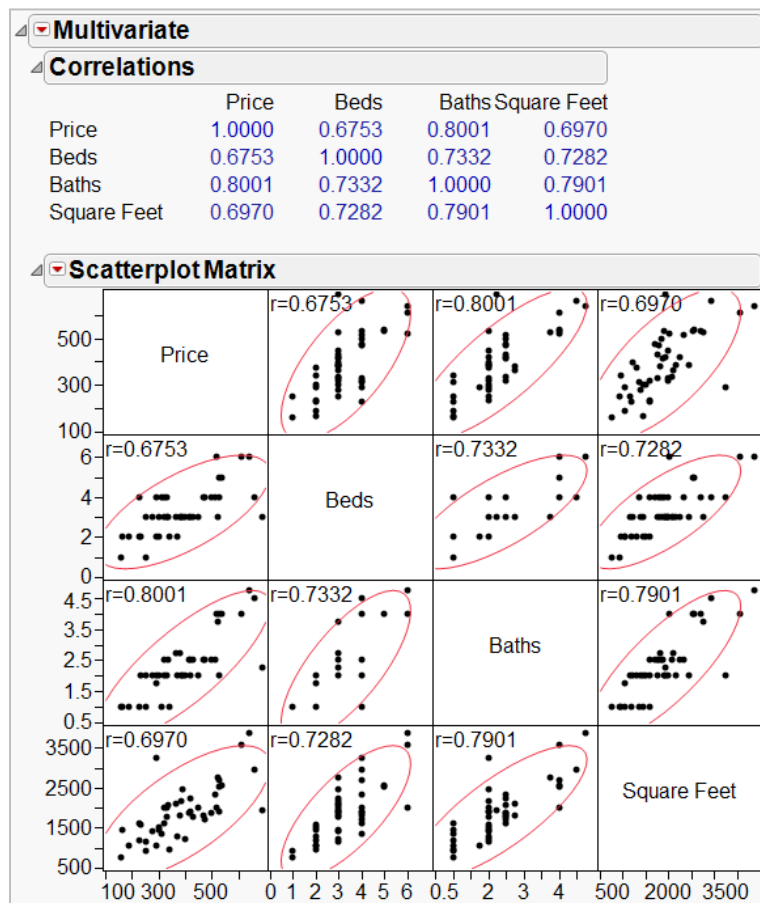 Multivariate
Correlations
Price Beds Baths Square Feet
Price 1.0000 0.6753 0.8001 0.6970
Beds 0.6753 1.0000 0.7332 0.7282
Baths 0.8001 0.7332 1.0000 0.7901
Square Feet 0.6970 0.7282 0.7901 1.0000
Scatterplot Matrix
r=0.6753 r=0.8001 r=0.6970
500
Price
300
100
r=0.6753 r=0.7332 r=0.7282
6
4
Beds
2
0
r=0.8001 r=0.7332 r=0.7901
4.5
3.5
Baths
2.5
1.5
0.5
r=0.6970 r=0.7282 r=0.7901
3500
2500
Square Feet
1500
500
100 300 500 0 1 2 3 4 5 6 0.5 2 3 4 500 2000 3500